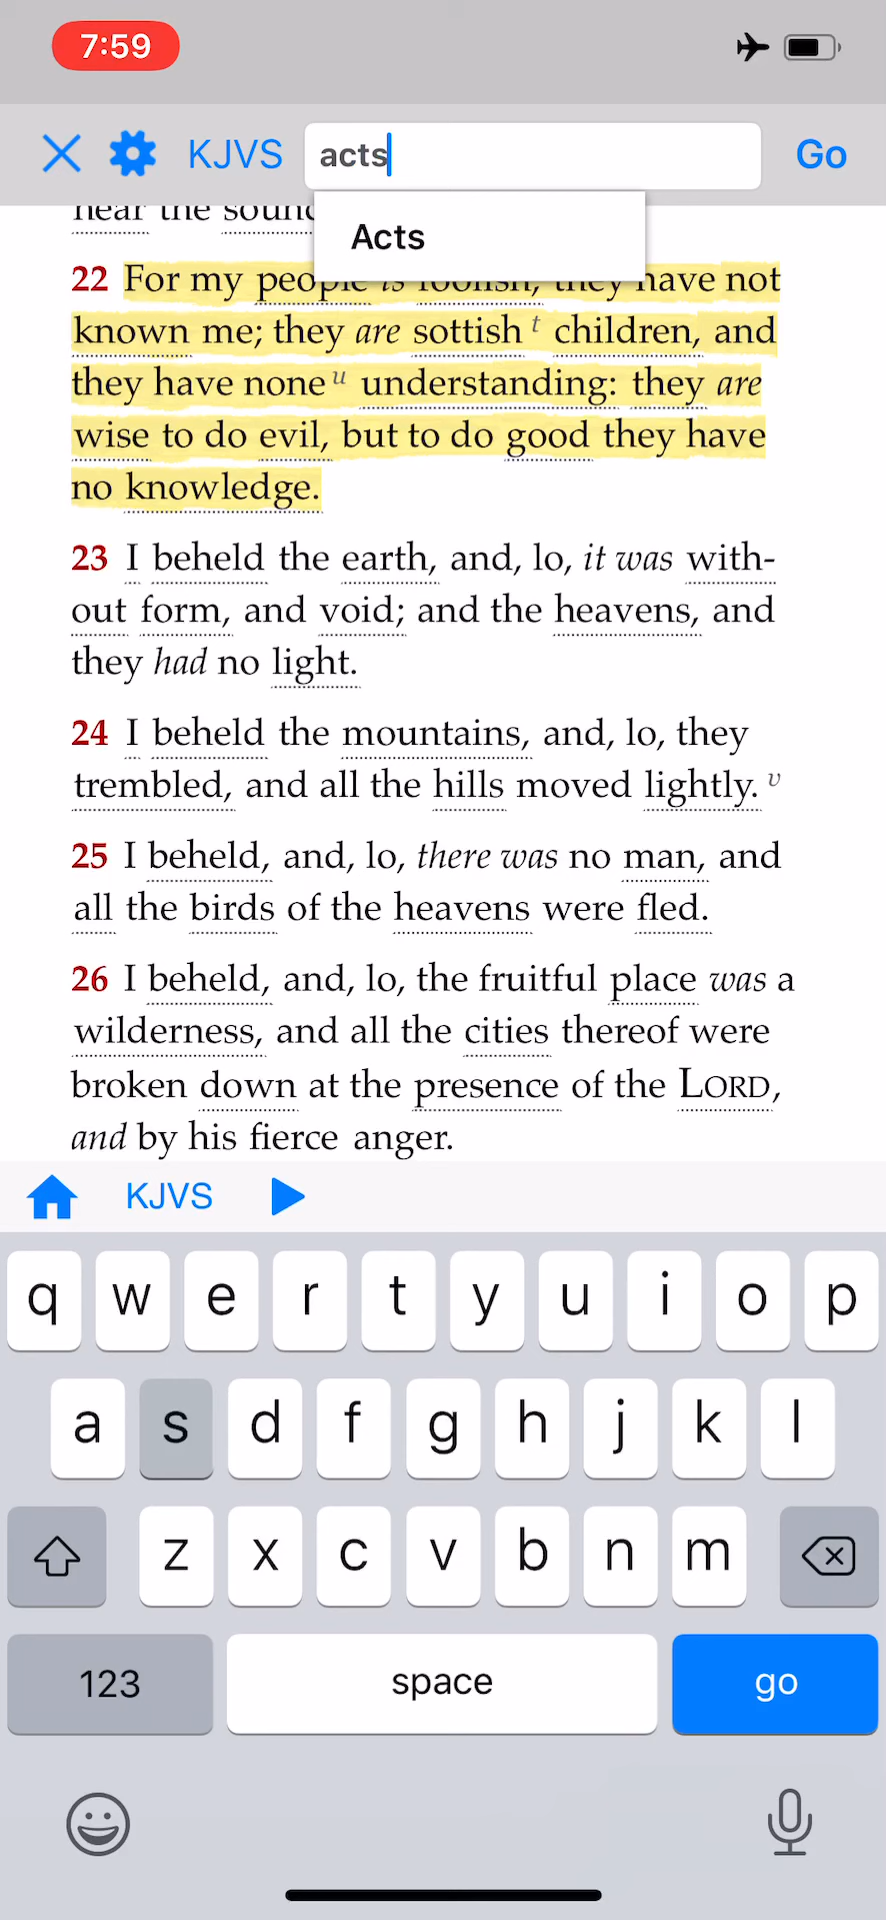 7:59
KJVS acts Go
Acts
hear the sound
22 For my people is foolish, they have not
known me; they are sottish t children, and
they have none u understanding: they are
wise to do evil, but to do good they have
no knowledge.
23 I beheld the earth, and, lo, it was with-
out form, and void; and the heavens, and
they had no light.
24 I beheld the mountains, and, lo, they
trembled, and all the hills moved lightly. v
25 I beheld, and, lo, there was no man, and
all the birds of the heavens were fled.
26 I beheld, and, lo, the fruitful place was a
wilderness, and all the cities thereof were
broken down at the presence of the LORD,
and by his fierce anger.
KJVS
q w e r t y u i o p
a s d f g h j k l
z x c v b n m
123 space go